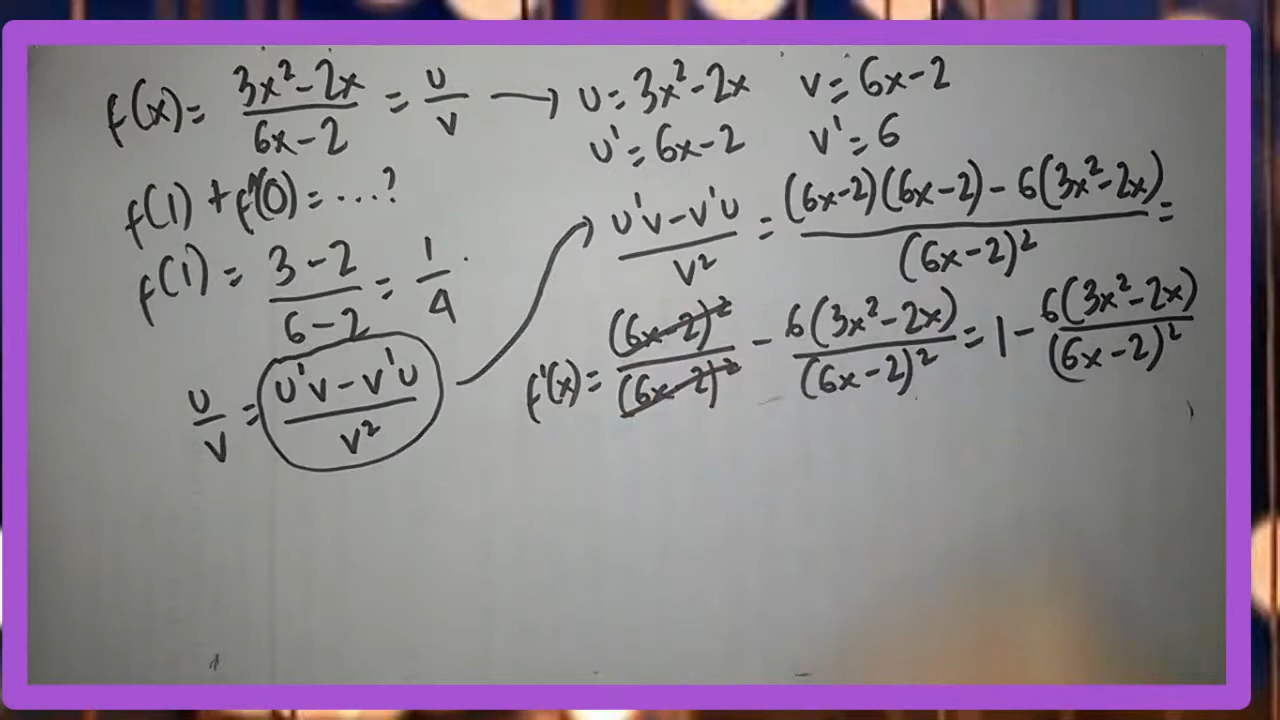 f(x) = (3x² - 2x)/(6x - 2) = u/v → u = 3x² - 2x v = 6x - 2
u' = 6x - 2 v' = 6
f(1) + f'(0) = ...?
f(1) = (3 - 2)/(6 - 2) = 1/4
u/v = (u'v - v'u)/v²
(u'v - v'u)/v² = ((6x-2)(6x-2) - 6(3x²-2x))/(6x-2)² =
f'(x) = (6x-2)²/(6x-2)² - 6(3x²-2x)/(6x-2)² = 1 - 6(3x²-2x)/(6x-2)²